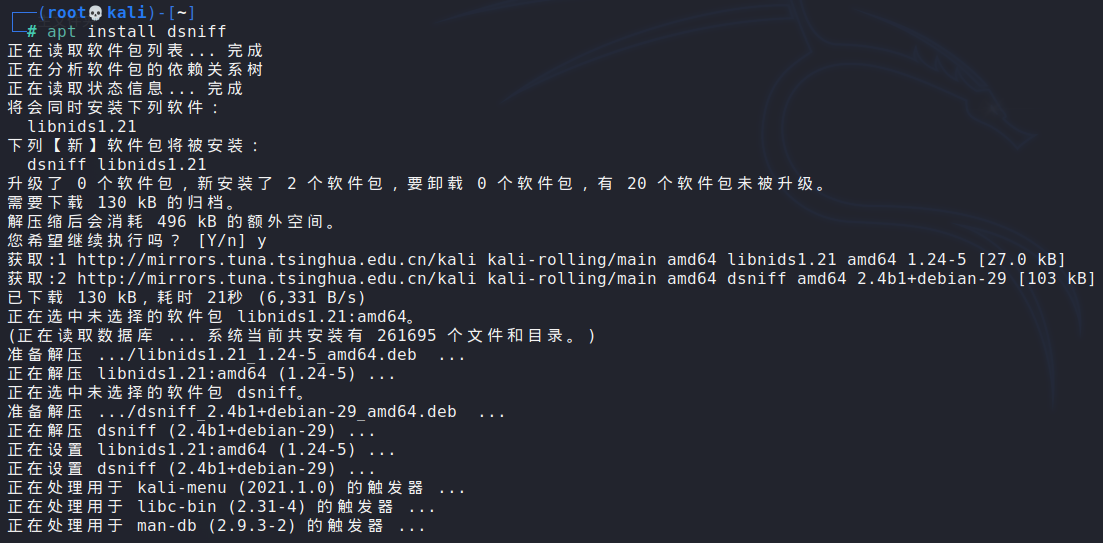 ┌──(root💀kali)-[~]
└─# apt install dsniff
正在读取软件包列表... 完成
正在分析软件包的依赖关系树
正在读取状态信息... 完成
将会同时安装下列软件：
  libnids1.21
下列【新】软件包将被安装：
  dsniff libnids1.21
升级了 0 个软件包，新安装了 2 个软件包，要卸载 0 个软件包，有 20 个软件包未被升级。
需要下载 130 kB 的归档。
解压缩后会消耗 496 kB 的额外空间。
您希望继续执行吗？ [Y/n] y
获取:1 http://mirrors.tuna.tsinghua.edu.cn/kali kali-rolling/main amd64 libnids1.21 amd64 1.24-5 [27.0 kB]
获取:2 http://mirrors.tuna.tsinghua.edu.cn/kali kali-rolling/main amd64 dsniff amd64 2.4b1+debian-29 [103 kB]
已下载 130 kB，耗时 21秒 (6,331 B/s)
正在选中未选择的软件包 libnids1.21:amd64。
(正在读取数据库 ... 系统当前共安装有 261695 个文件和目录。)
准备解压 .../libnids1.21_1.24-5_amd64.deb  ...
正在解压 libnids1.21:amd64 (1.24-5) ...
正在选中未选择的软件包 dsniff。
准备解压 .../dsniff_2.4b1+debian-29_amd64.deb  ...
正在解压 dsniff (2.4b1+debian-29) ...
正在设置 libnids1.21:amd64 (1.24-5) ...
正在设置 dsniff (2.4b1+debian-29) ...
正在处理用于 kali-menu (2021.1.0) 的触发器 ...
正在处理用于 libc-bin (2.31-4) 的触发器 ...
正在处理用于 man-db (2.9.3-2) 的触发器 ...